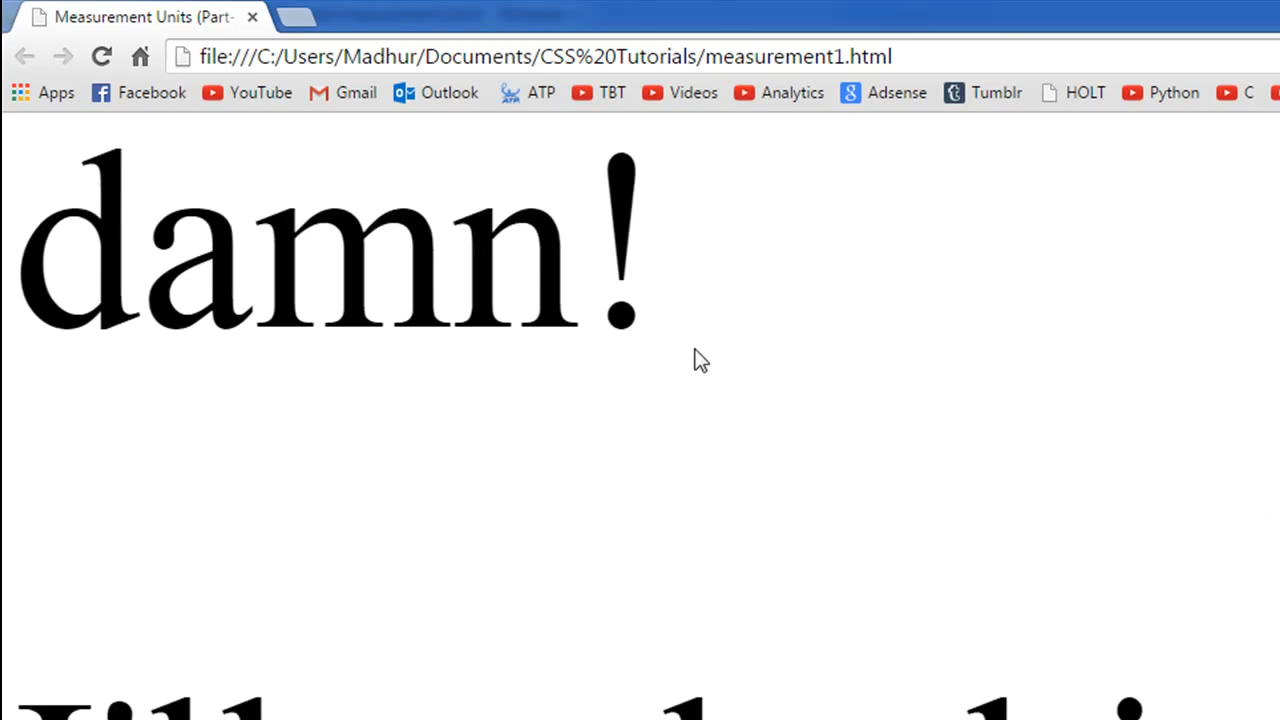 Measurement Units (Part-
file:///C:/Users/Madhur/Documents/CSS%20Tutorials/measurement1.html
Apps Facebook YouTube Gmail Outlook ATP TBT Videos Analytics Adsense Tumblr HOLT Python C
damn!